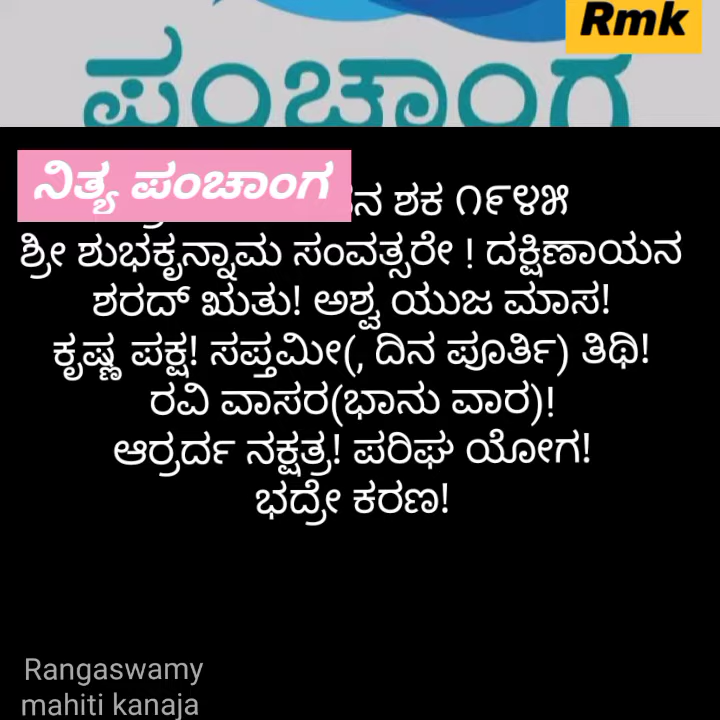 Rmk
ಪಂಚಾಂಗ
ನಿತ್ಯ ಪಂಚಾಂಗ
ನ ಶಕ ೧೯೪೫
ಶ್ರೀ ಶುಭಕೃನ್ನಾಮ ಸಂವತ್ಸರೇ ! ದಕ್ಷಿಣಾಯನ
ಶರದ್ ಋತು! ಅಶ್ವ ಯುಜ ಮಾಸ!
ಕೃಷ್ಣ ಪಕ್ಷ! ಸಪ್ತಮೀ(, ದಿನ ಪೂರ್ತಿ) ತಿಥಿ!
ರವಿ ವಾಸರ(ಭಾನು ವಾರ)!
ಆರ‍್ರರ್ದ ನಕ್ಷತ್ರ! ಪರಿಘ ಯೋಗ!
ಭದ್ರೇ ಕರಣ!
Rangaswamy
mahiti kanaja